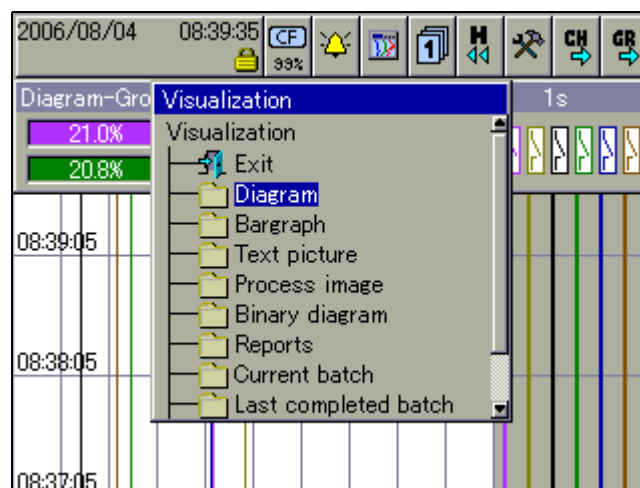 2006/08/04 08:39:35
CF
99%
1
H
CH
GR
Diagram-Gro
1s
21.0%
20.8%
Visualization
Visualization
Exit
Diagram
Bargraph
Text picture
Process image
Binary diagram
Reports
Current batch
Last completed batch
08:39:05
08:38:05
08:37:05